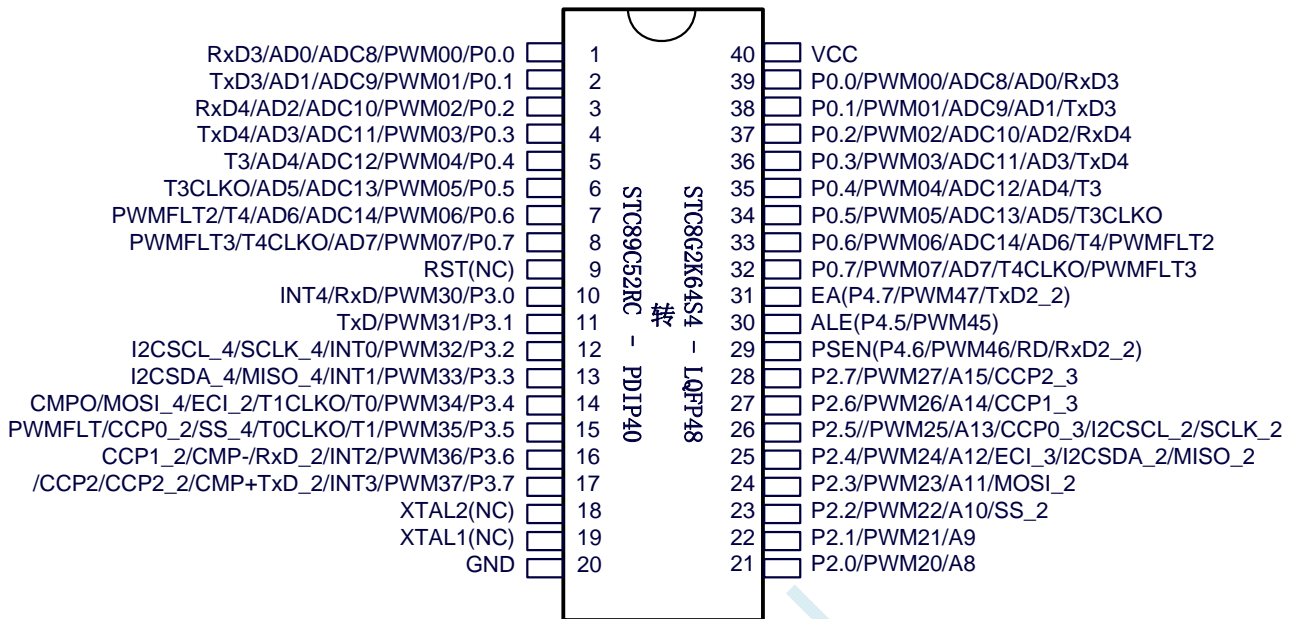 RxD3/AD0/ADC8/PWM00/P0.0 1 40 VCC
TxD3/AD1/ADC9/PWM01/P0.1 2 39 P0.0/PWM00/ADC8/AD0/RxD3
RxD4/AD2/ADC10/PWM02/P0.2 3 38 P0.1/PWM01/ADC9/AD1/TxD3
TxD4/AD3/ADC11/PWM03/P0.3 4 37 P0.2/PWM02/ADC10/AD2/RxD4
T3/AD4/ADC12/PWM04/P0.4 5 36 P0.3/PWM03/ADC11/AD3/TxD4
T3CLKO/AD5/ADC13/PWM05/P0.5 6 35 P0.4/PWM04/ADC12/AD4/T3
PWMFLT2/T4/AD6/ADC14/PWM06/P0.6 7 34 P0.5/PWM05/ADC13/AD5/T3CLKO
PWMFLT3/T4CLKO/AD7/PWM07/P0.7 8 33 P0.6/PWM06/ADC14/AD6/T4/PWMFLT2
RST(NC) 9 32 P0.7/PWM07/AD7/T4CLKO/PWMFLT3
INT4/RxD/PWM30/P3.0 10 31 EA(P4.7/PWM47/TxD2_2)
TxD/PWM31/P3.1 11 30 ALE(P4.5/PWM45)
I2CSCL_4/SCLK_4/INT0/PWM32/P3.2 12 29 PSEN(P4.6/PWM46/RD/RxD2_2)
I2CSDA_4/MISO_4/INT1/PWM33/P3.3 13 28 P2.7/PWM27/A15/CCP2_3
CMPO/MOSI_4/ECI_2/T1CLKO/T0/PWM34/P3.4 14 27 P2.6/PWM26/A14/CCP1_3
PWMFLT/CCP0_2/SS_4/T0CLKO/T1/PWM35/P3.5 15 26 P2.5//PWM25/A13/CCP0_3/I2CSCL_2/SCLK_2
CCP1_2/CMP-/RxD_2/INT2/PWM36/P3.6 16 25 P2.4/PWM24/A12/ECI_3/I2CSDA_2/MISO_2
/CCP2/CCP2_2/CMP+TxD_2/INT3/PWM37/P3.7 17 24 P2.3/PWM23/A11/MOSI_2
XTAL2(NC) 18 23 P2.2/PWM22/A10/SS_2
XTAL1(NC) 19 22 P2.1/PWM21/A9
GND 20 21 P2.0/PWM20/A8
STC8G2K64S4 - LQFP48
转
STC89C52RC - PDIP40